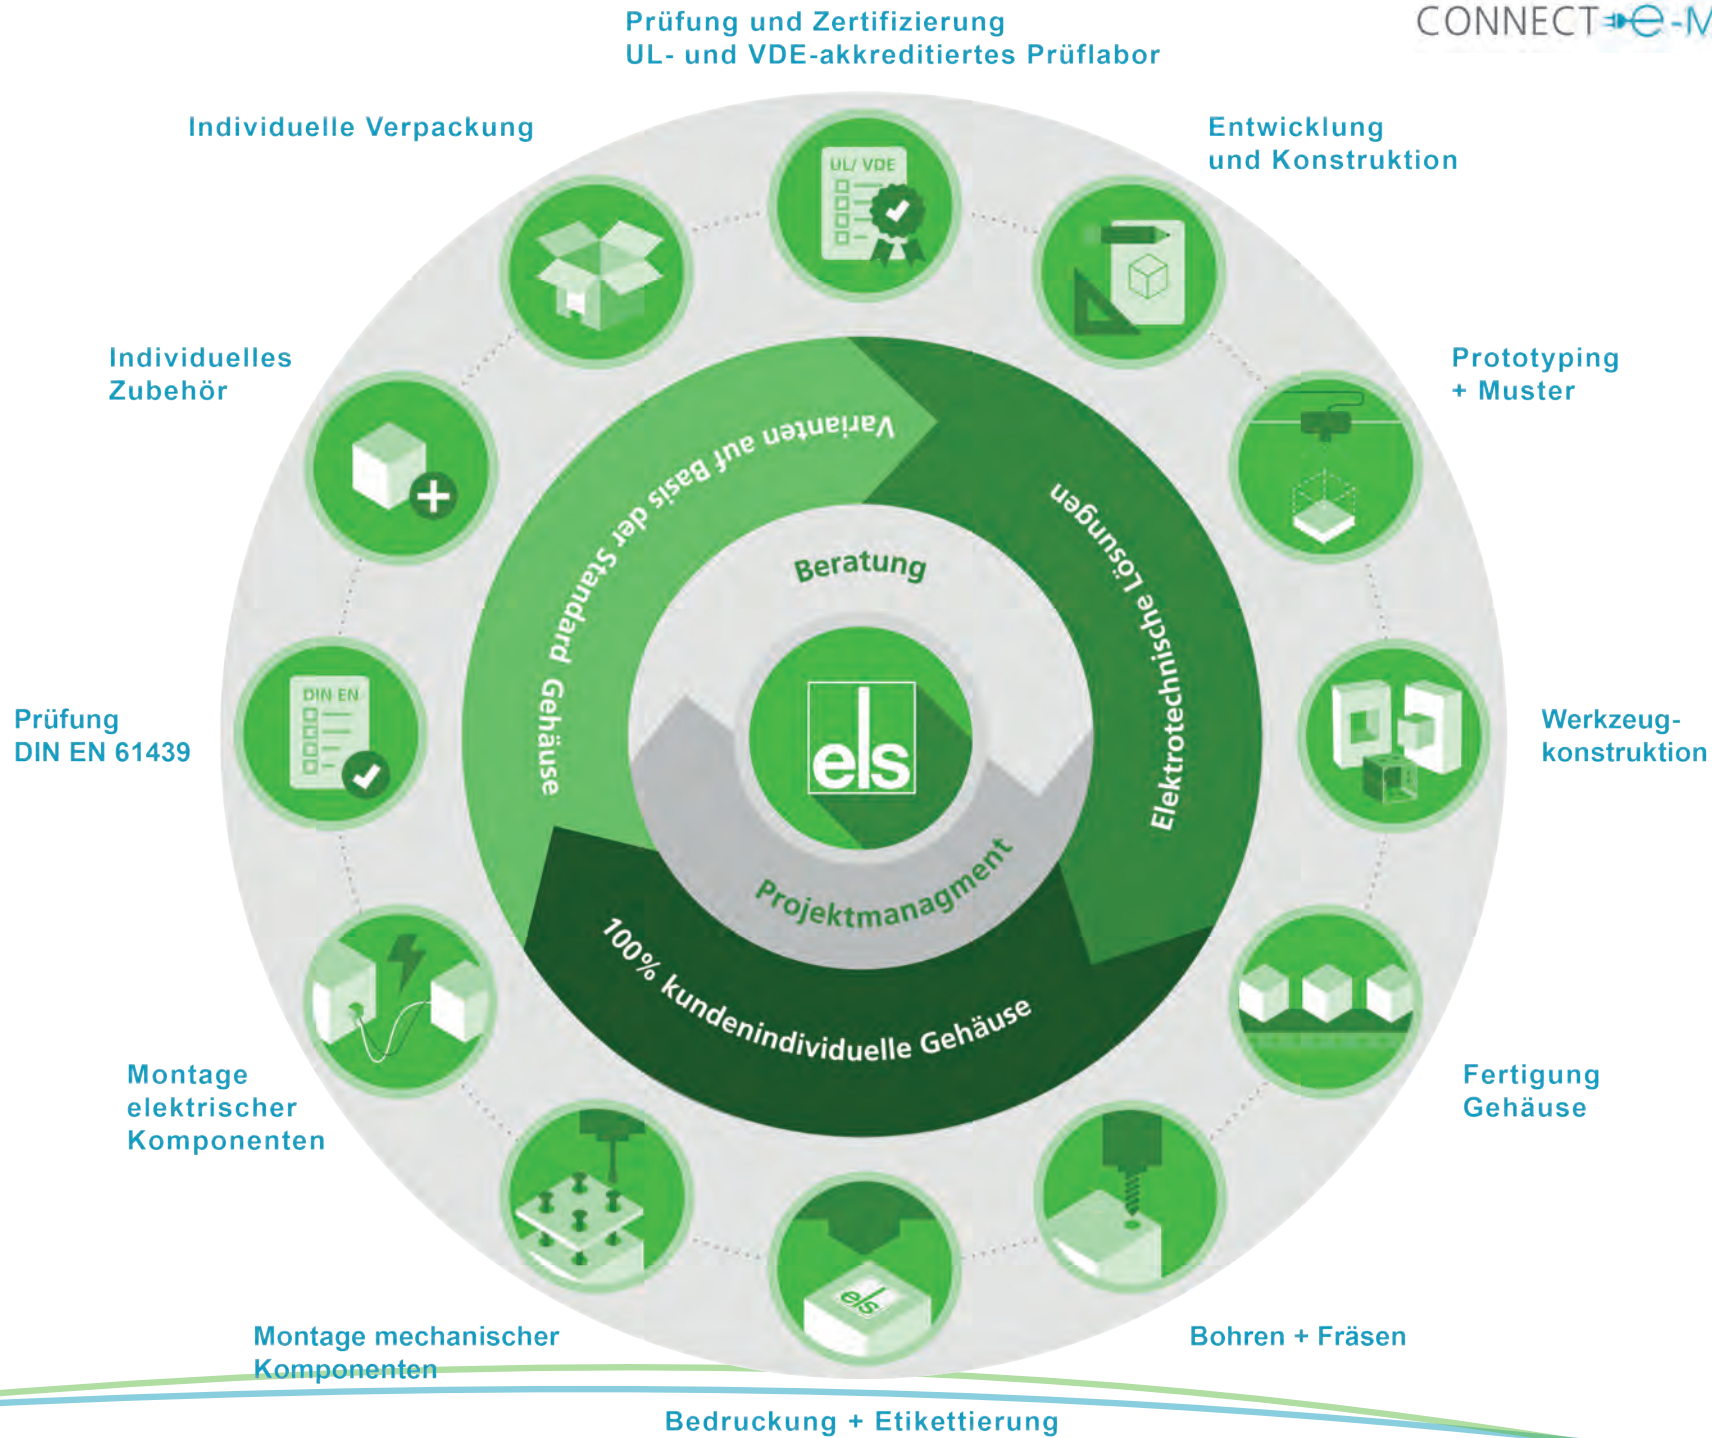 Prüfung und Zertifizierung
UL- und VDE-akkreditiertes Prüflabor
CONNECT e-M
Individuelle Verpackung
Entwicklung
und Konstruktion
UL/ VDE
Individuelles
Zubehör
Prototyping
+ Muster
Varianten auf Basis der Standard Gehäuse
Elektrotechnische Lösungen
Beratung
els
Projektmanagment
100% kundenindividuelle Gehäuse
DIN EN
Prüfung
DIN EN 61439
Werkzeug-
konstruktion
Montage
elektrischer
Komponenten
Fertigung
Gehäuse
els
Montage mechanischer
Komponenten
Bohren + Fräsen
Bedruckung + Etikettierung